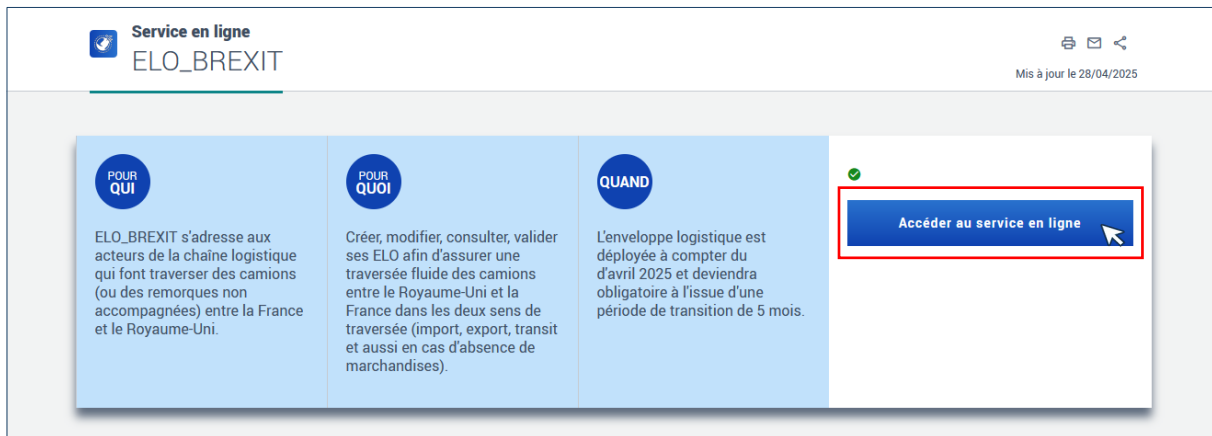 Service en ligne
ELO_BREXIT
Mis à jour le 28/04/2025
POUR
QUI
ELO_BREXIT s'adresse aux
acteurs de la chaîne logistique
qui font traverser des camions
(ou des remorques non
accompagnées) entre la France
et le Royaume-Uni.
POUR
QUOI
Créer, modifier, consulter, valider
ses ELO afin d'assurer une
traversée fluide des camions
entre le Royaume-Uni et la
France dans les deux sens de
traversée (import, export, transit
et aussi en cas d'absence de
marchandises).
QUAND
L'enveloppe logistique est
déployée à compter du
d'avril 2025 et deviendra
obligatoire à l'issue d'une
période de transition de 5 mois.
Accéder au service en ligne